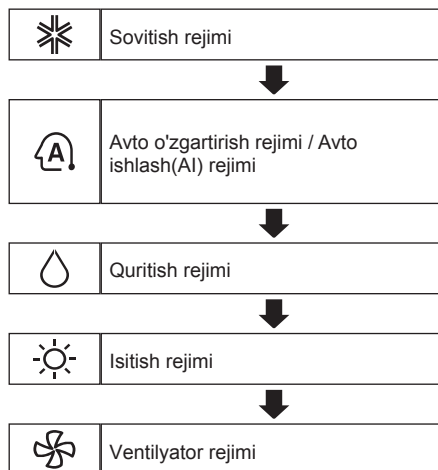 Sovitish rejimi
A
Avto o'zgartirish rejimi / Avto
ishlash(AI) rejimi
Quritish rejimi
Isitish rejimi
Ventilyator rejimi